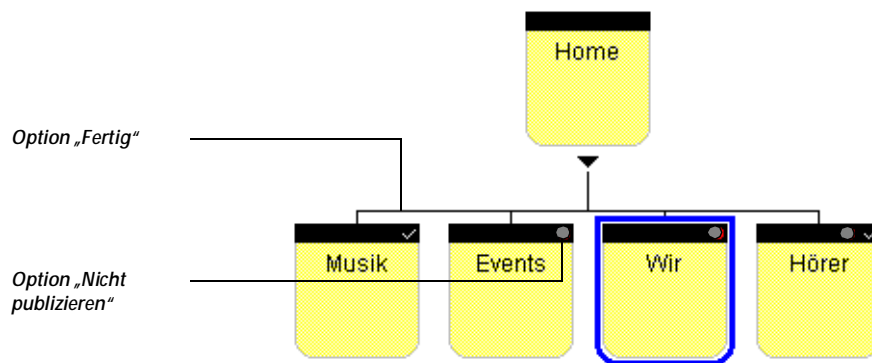 Home
Option „Fertig“
Musik Events Wir Hörer
Option „Nicht
publizieren“